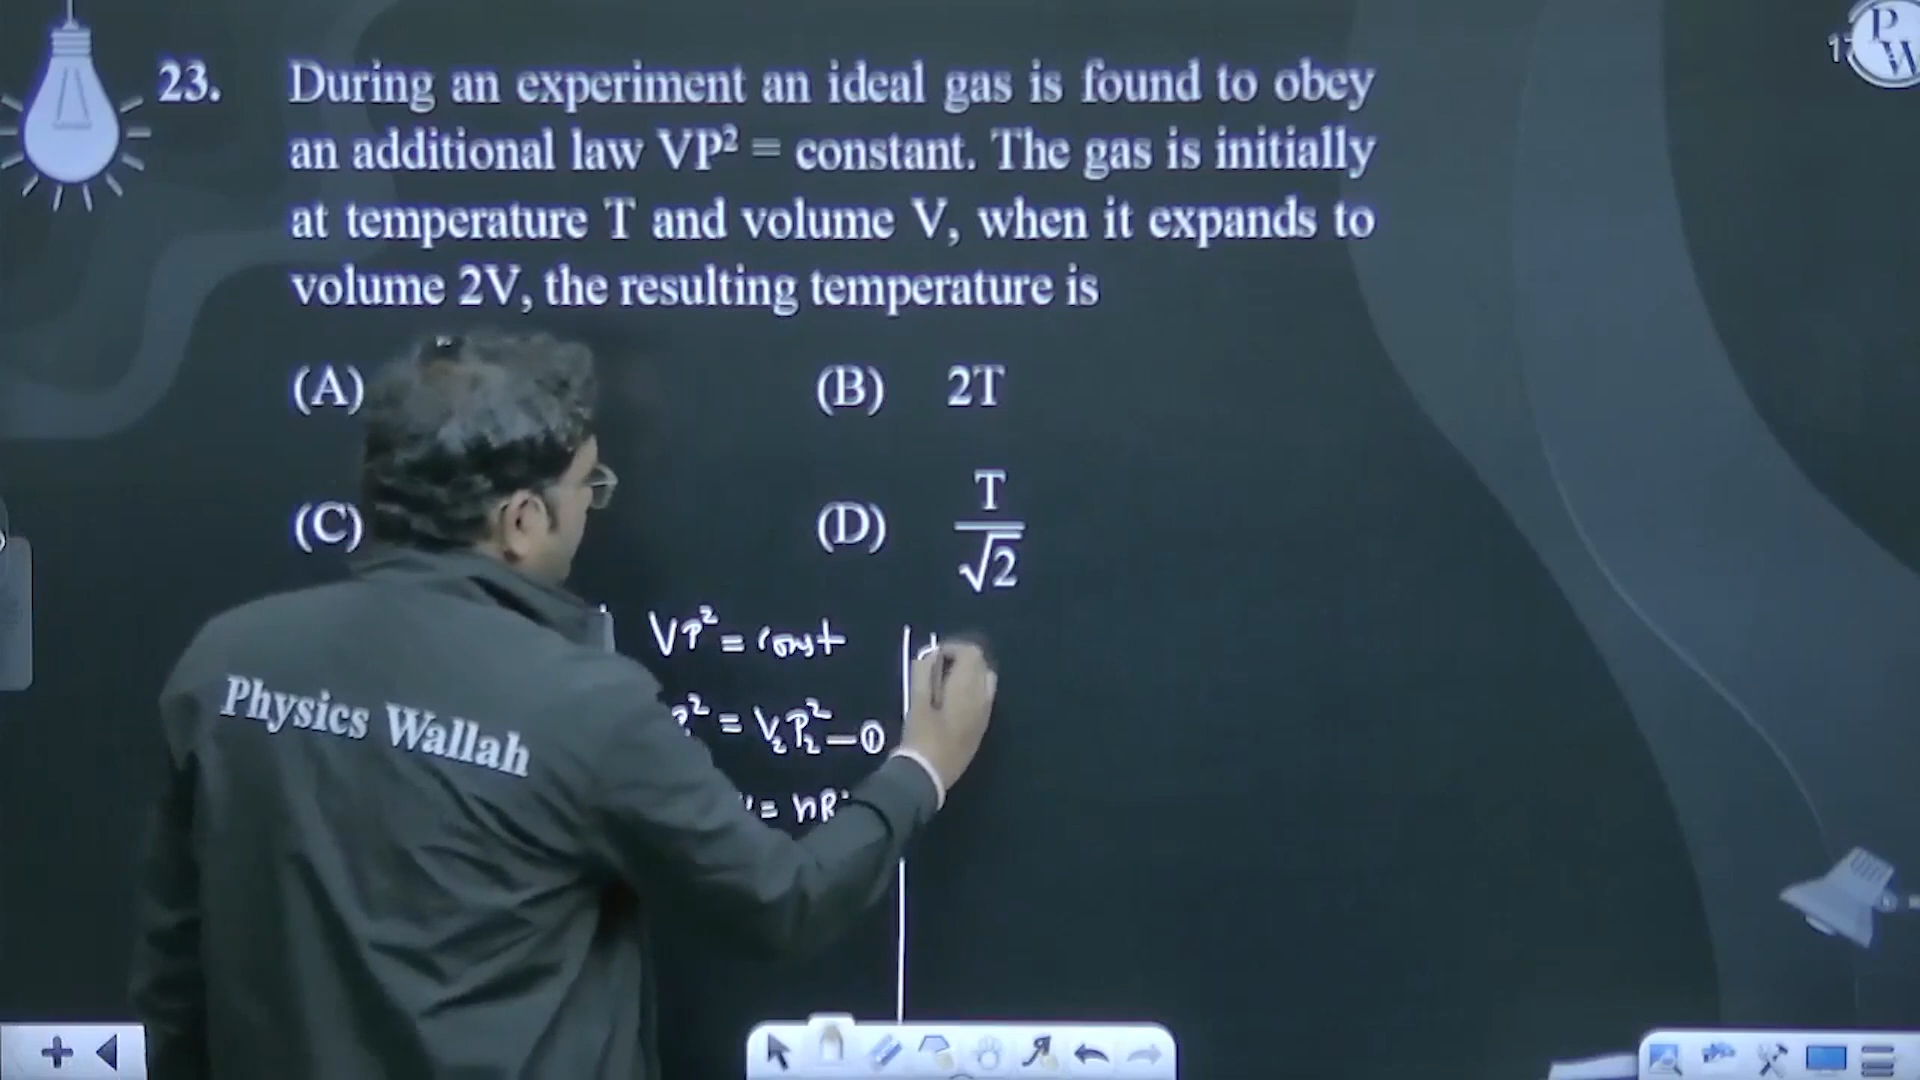 23. During an experiment an ideal gas is found to obey
an additional law VP² = constant. The gas is initially
at temperature T and volume V, when it expands to
volume 2V, the resulting temperature is
(A) (B) 2T
(C) (D) T/√2
VP² = const
² = V₂P₂² — ①
= nR
Physics Wallah
PW